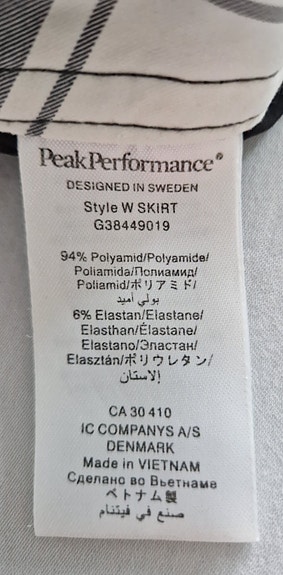 PeakPerformance®
DESIGNED IN SWEDEN
Style W SKIRT
G38449019
94% Polyamid/Polyamide/
Poliamida/Полиамид/
Poliamid/ポリアミド/
بولي أميد
6% Elastan/Elastane/
Elasthan/Élastane/
Elastano/Эластан/
Elasztán/ポリウレタン/
إلاستان
CA 30 410
IC COMPANYS A/S
DENMARK
Made in VIETNAM
Сделано во Вьетнаме
ベトナム製
صنع في فيتنام